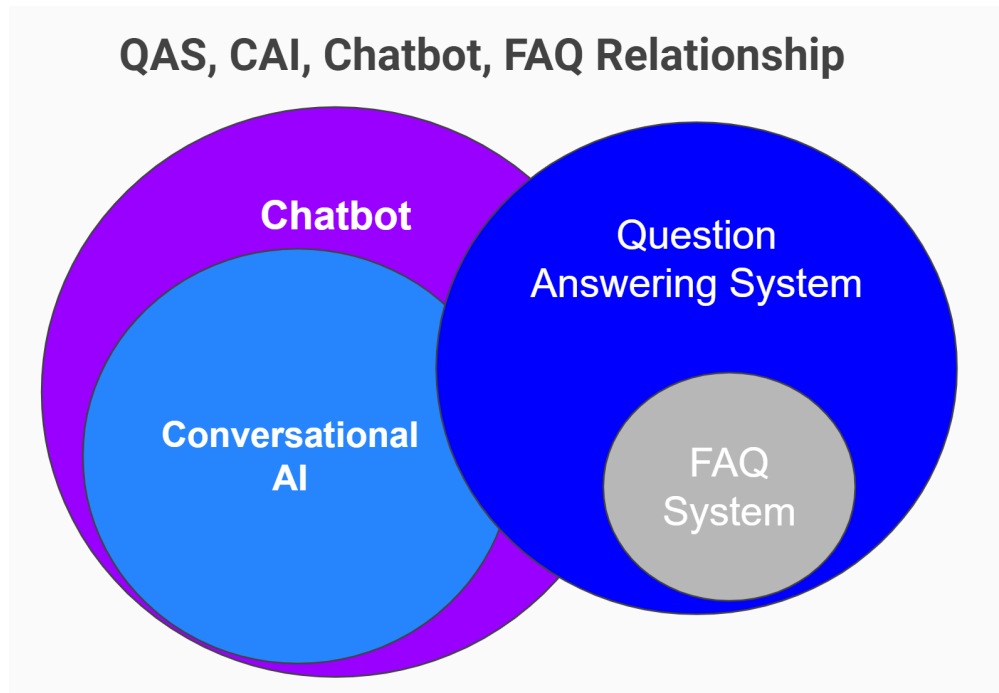 QAS, CAI, Chatbot, FAQ Relationship
Chatbot
Question
Answering System
Conversational
AI
FAQ
System